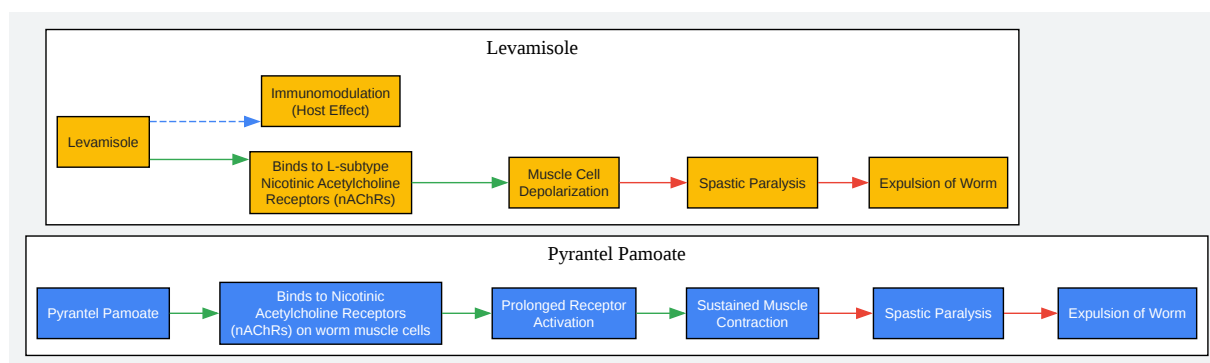 Levamisole
Immunomodulation
(Host Effect)
Levamisole
Binds to L-subtype
Nicotinic Acetylcholine
Receptors (nAChRs)
Muscle Cell
Depolarization
Spastic Paralysis
Expulsion of Worm
Pyrantel Pamoate
Pyrantel Pamoate
Binds to Nicotinic
Acetylcholine Receptors
(nAChRs) on worm muscle cells
Prolonged Receptor
Activation
Sustained Muscle
Contraction
Spastic Paralysis
Expulsion of Worm